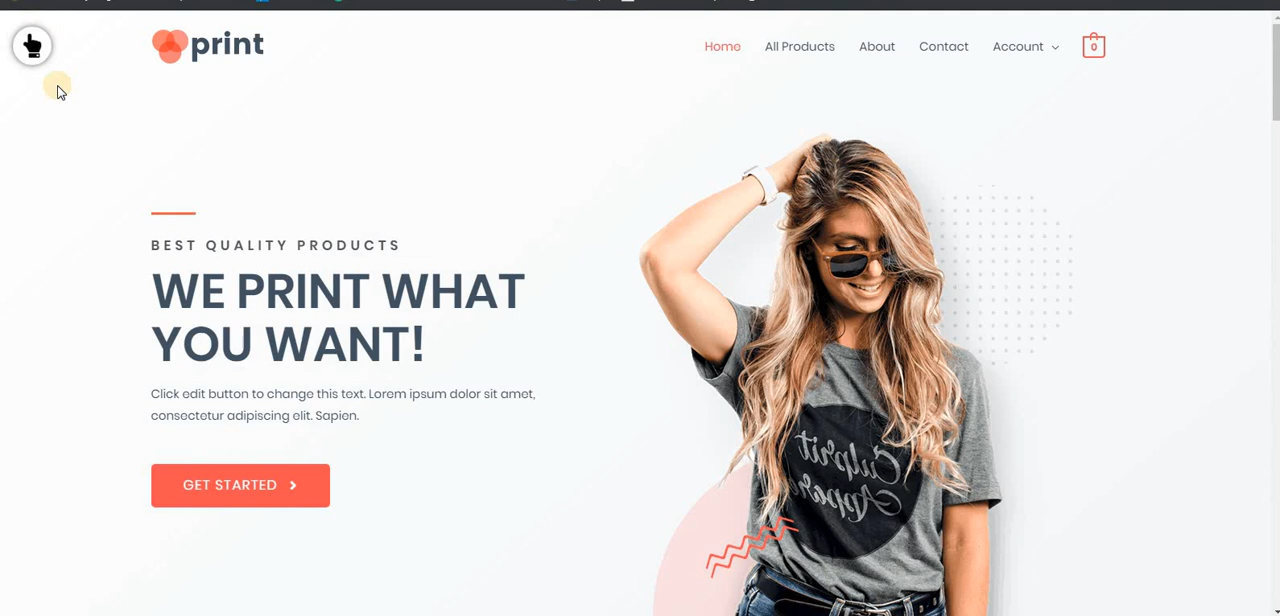 print
Home
All Products
About
Contact
Account
0
BEST QUALITY PRODUCTS
WE PRINT WHAT
YOU WANT!
Click edit button to change this text. Lorem ipsum dolor sit amet,
consectetur adipiscing elit. Sapien.
GET STARTED
Culprit